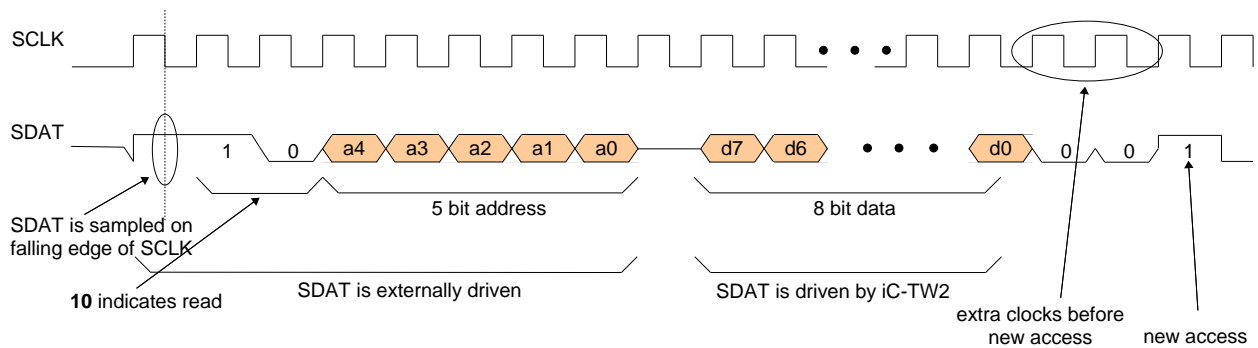 SCLK
SDAT
1 0 a4 a3 a2 a1 a0 d7 d6 d0 0 0 1
SDAT is sampled on
falling edge of SCLK
5 bit address
8 bit data
10 indicates read
SDAT is externally driven
SDAT is driven by iC-TW2
extra clocks before
new access
new access